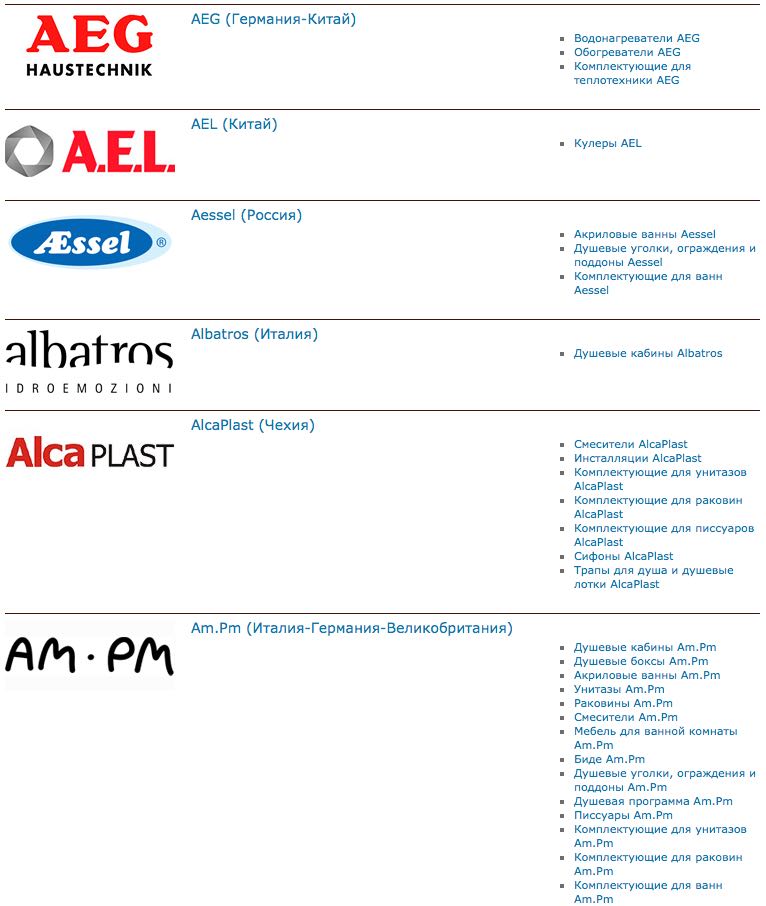 AEG
HAUSTECHNIK
AEG (Германия-Китай)
Водонагреватели AEG
Обогреватели AEG
Комплектующие для
теплотехники AEG
A.E.L.
AEL (Китай)
Кулеры AEL
Æssel ®
Aessel (Россия)
Акриловые ванны Aessel
Душевые уголки, ограждения и
поддоны Aessel
Комплектующие для ванн
Aessel
albatros
IDROEMOZIONI
Albatros (Италия)
Душевые кабины Albatros
Alca PLAST
AlcaPlast (Чехия)
Смесители AlcaPlast
Инсталляции AlcaPlast
Комплектующие для унитазов
AlcaPlast
Комплектующие для раковин
AlcaPlast
Комплектующие для писсуаров
AlcaPlast
Сифоны AlcaPlast
Трапы для душа и душевые
лотки AlcaPlast
AM·PM
Am.Pm (Италия-Германия-Великобритания)
Душевые кабины Am.Pm
Душевые боксы Am.Pm
Акриловые ванны Am.Pm
Унитазы Am.Pm
Раковины Am.Pm
Смесители Am.Pm
Мебель для ванной комнаты
Am.Pm
Биде Am.Pm
Душевые уголки, ограждения и
поддоны Am.Pm
Душевая программа Am.Pm
Писсуары Am.Pm
Комплектующие для унитазов
Am.Pm
Комплектующие для раковин
Am.Pm
Комплектующие для ванн
Am.Pm